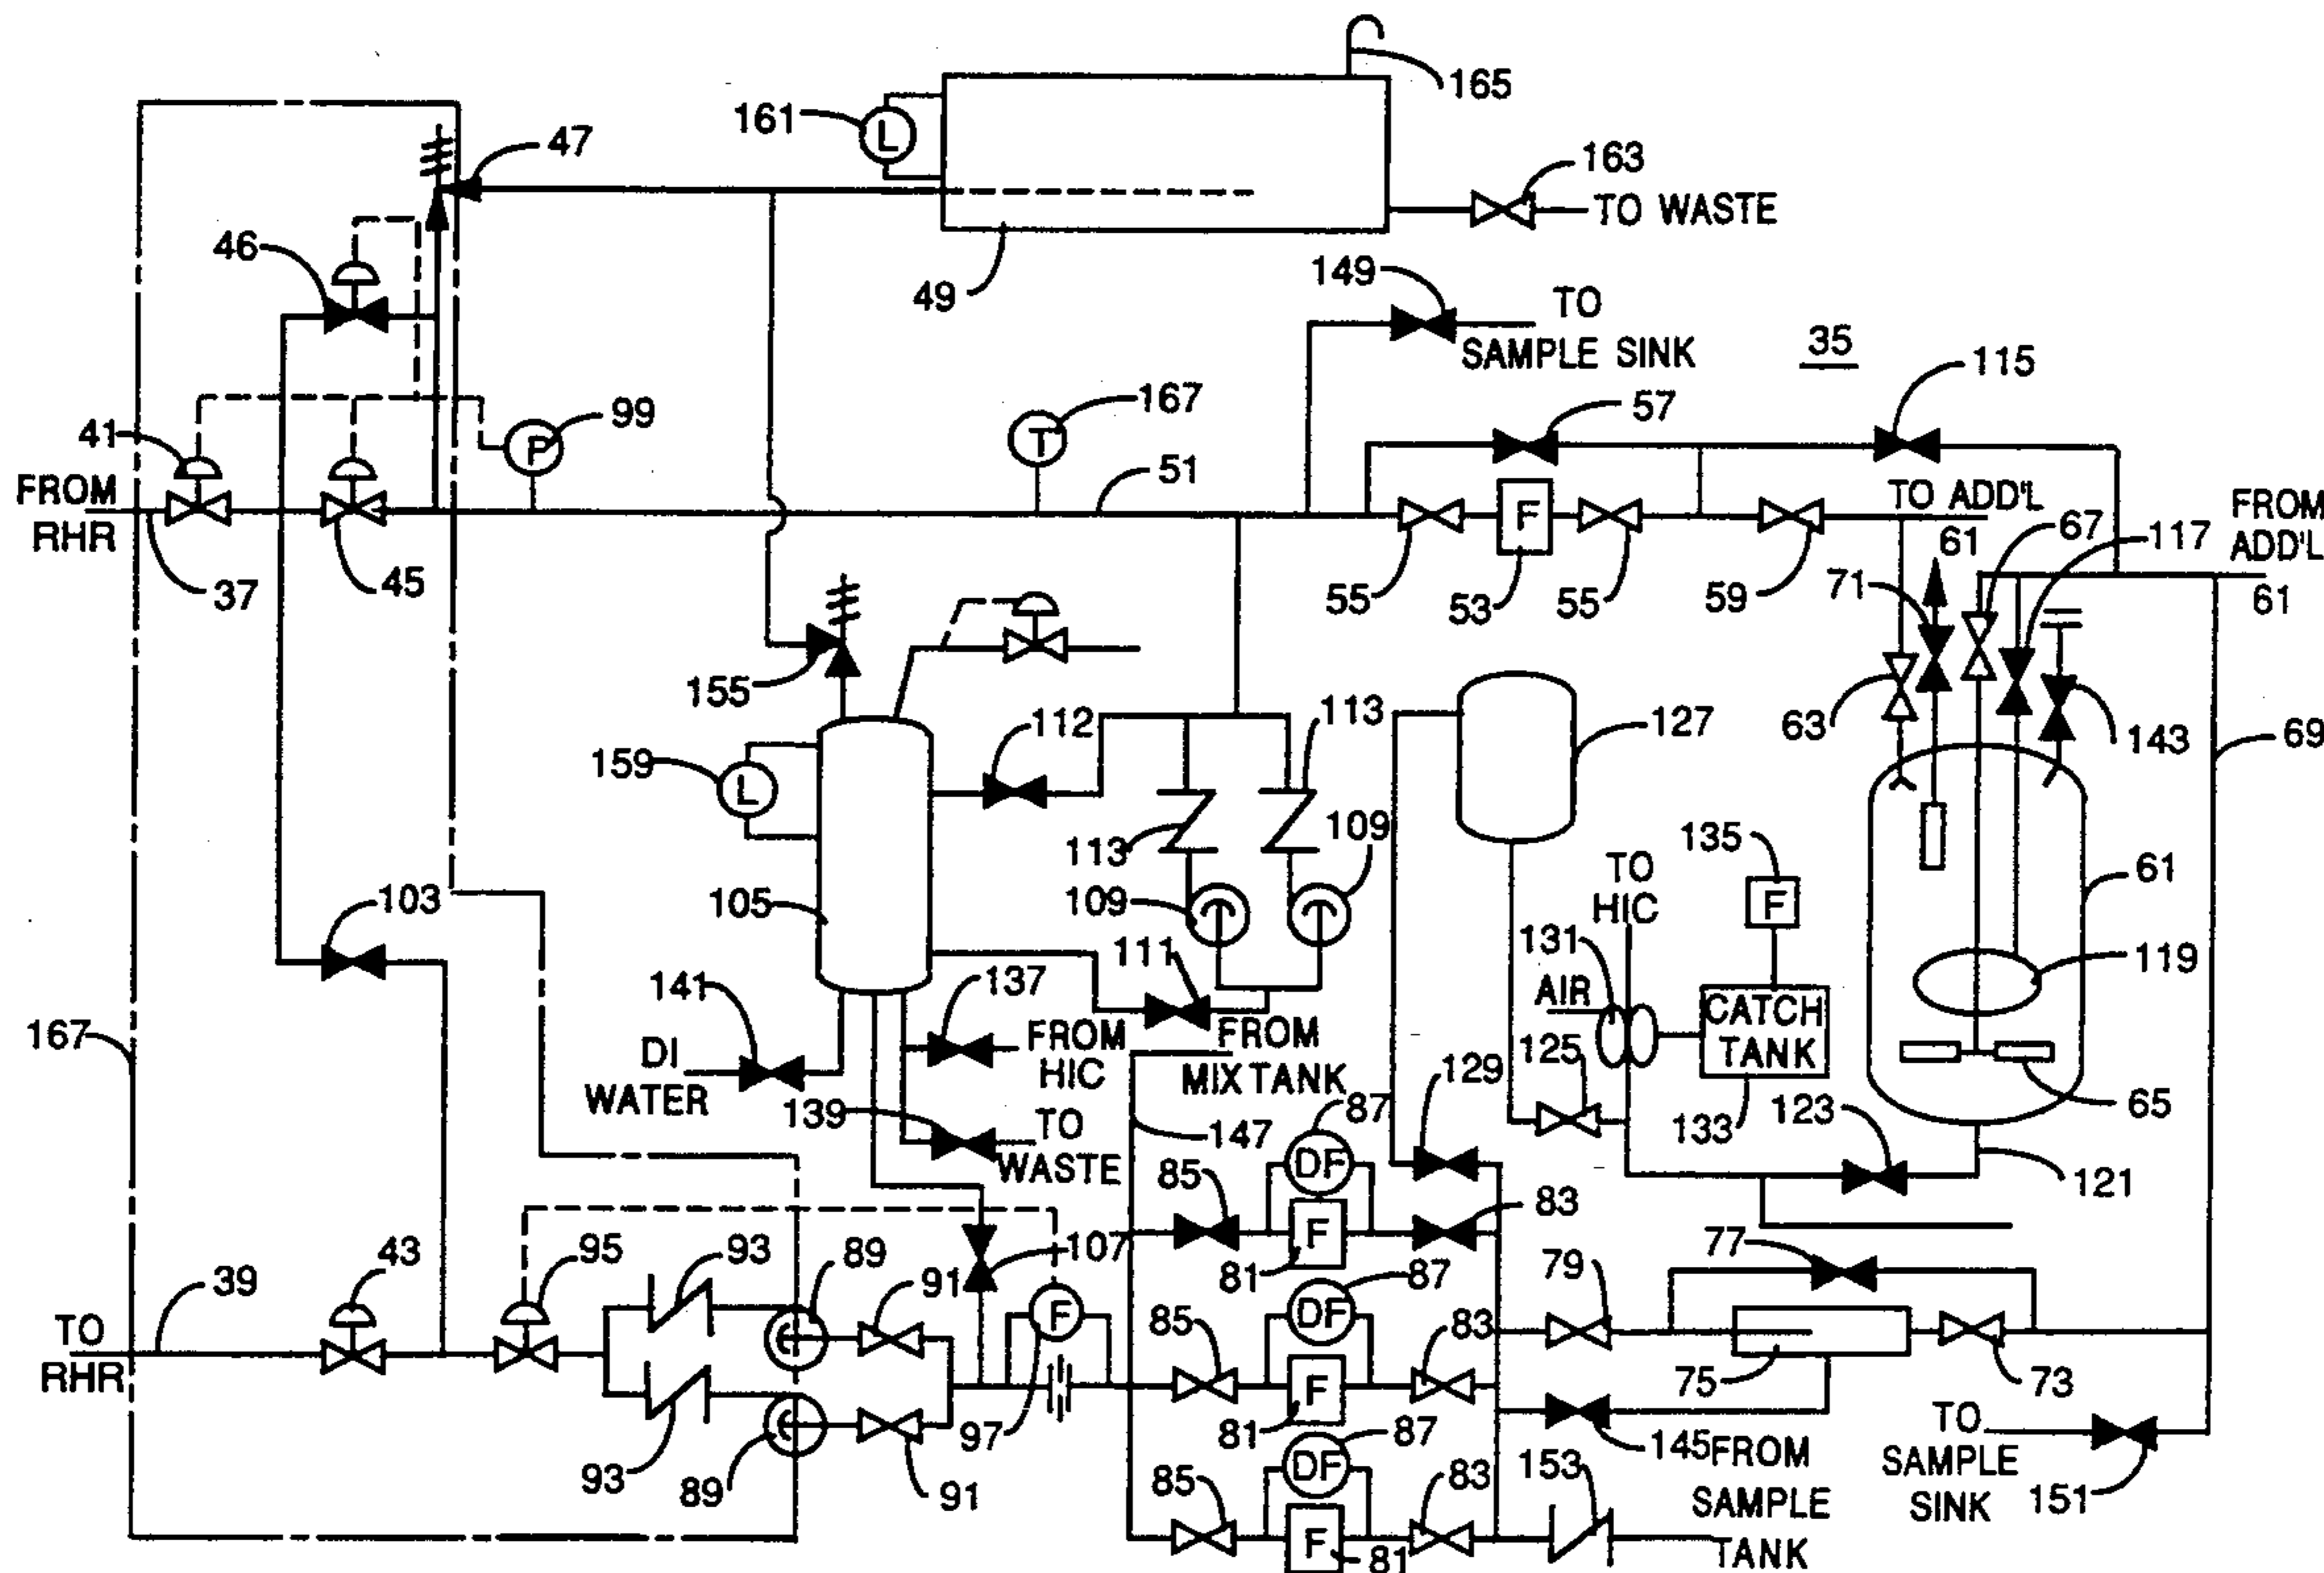 165
161
L
47
163
TO WASTE
46
49
149
TO
SAMPLE SINK
35
115
167
57
99
41
P
T
51
FROM
RHR
F
TO ADD'L
61
67
FROM
ADD'L
61
117
37
45
55
53
55
59
71
155
112
113
63
127
143
69
159
L
113
109
135
TO
HIC
F
61
103
105
109
111
131
119
AIR
CATCH
TANK
141
137
DI
WATER
FROM
HIC
FROM
MIX TANK
125
129
167
139
TO
WASTE
147
87
133
123
65
85
DF
83
121
F
107
77
39
43
95
93
89
91
81
87
79
TO
RHR
F
85
DF
83
F
97
81
75
73
87
93
89
91
85
DF
83
145
153
FROM
SAMPLE
TANK
TO
SAMPLE
SINK
151
F
81